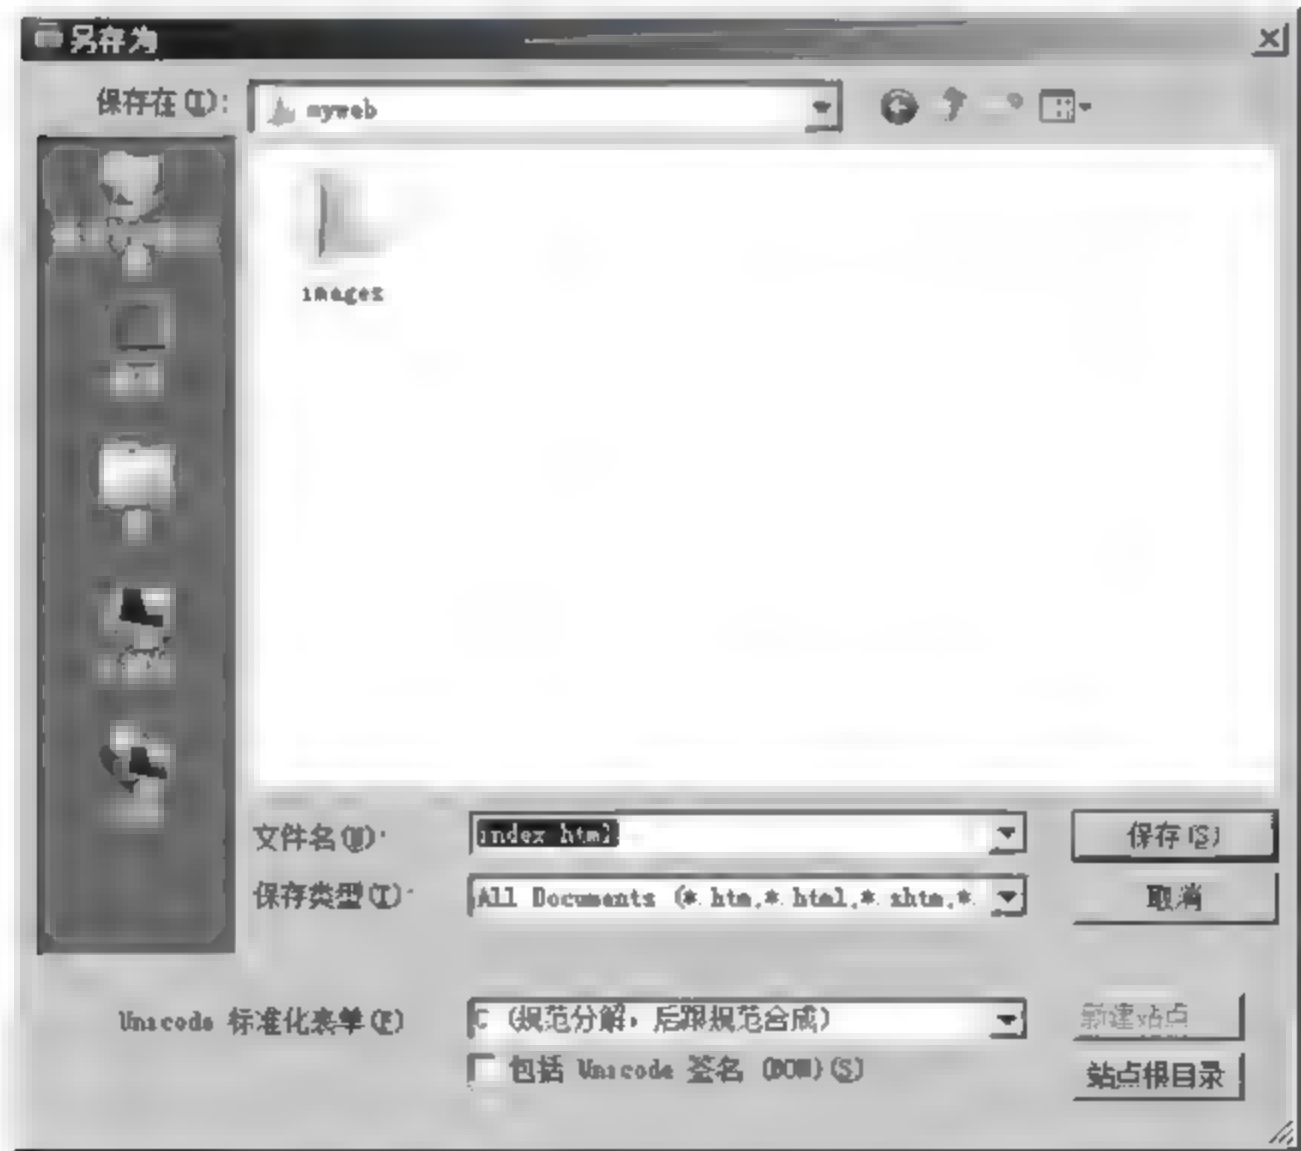 另存为
保存在(I):
myweb
images
文件名(N):
index.html
保存(S)
保存类型(T):
All Documents (*.htm,*.html,*.shtm,*.
取消
Unicode 标准化表单(F)
C (规范分解，后跟规范合成)
新建站点
包括 Unicode 签名 (BOM)(S)
站点根目录